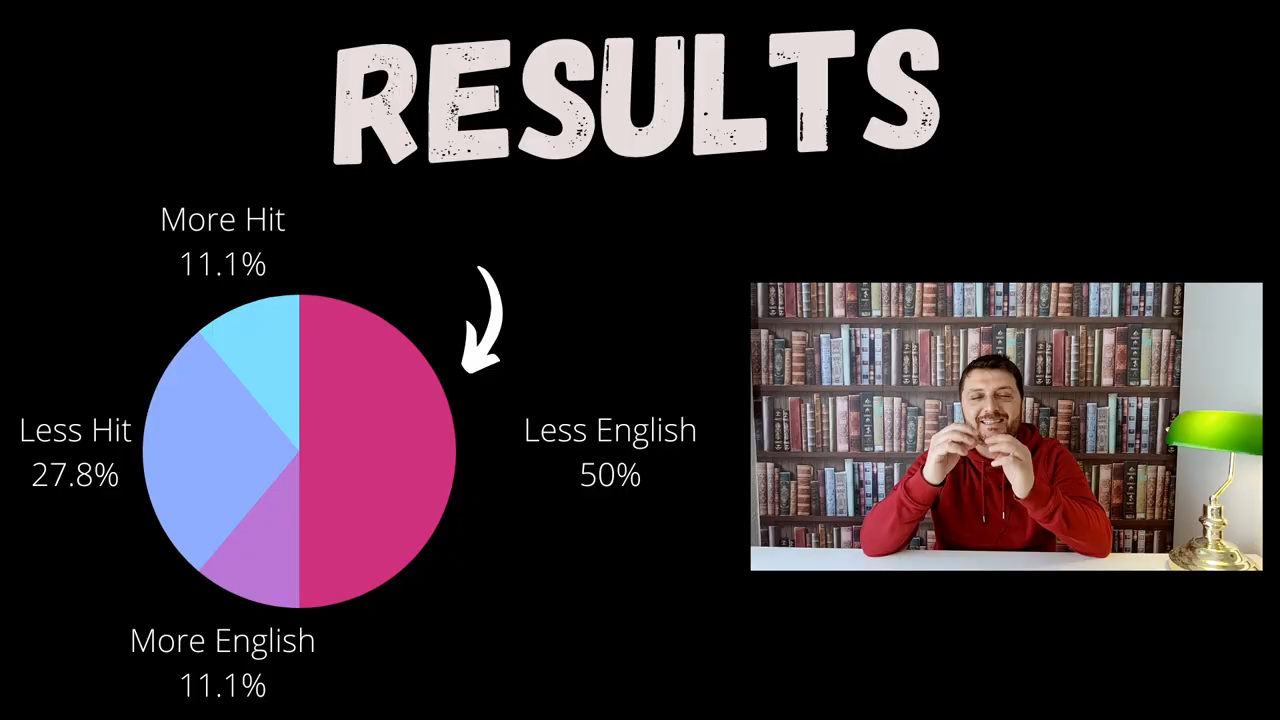 RESULTS
More Hit
11.1%
Less Hit
27.8%
Less English
50%
More English
11.1%